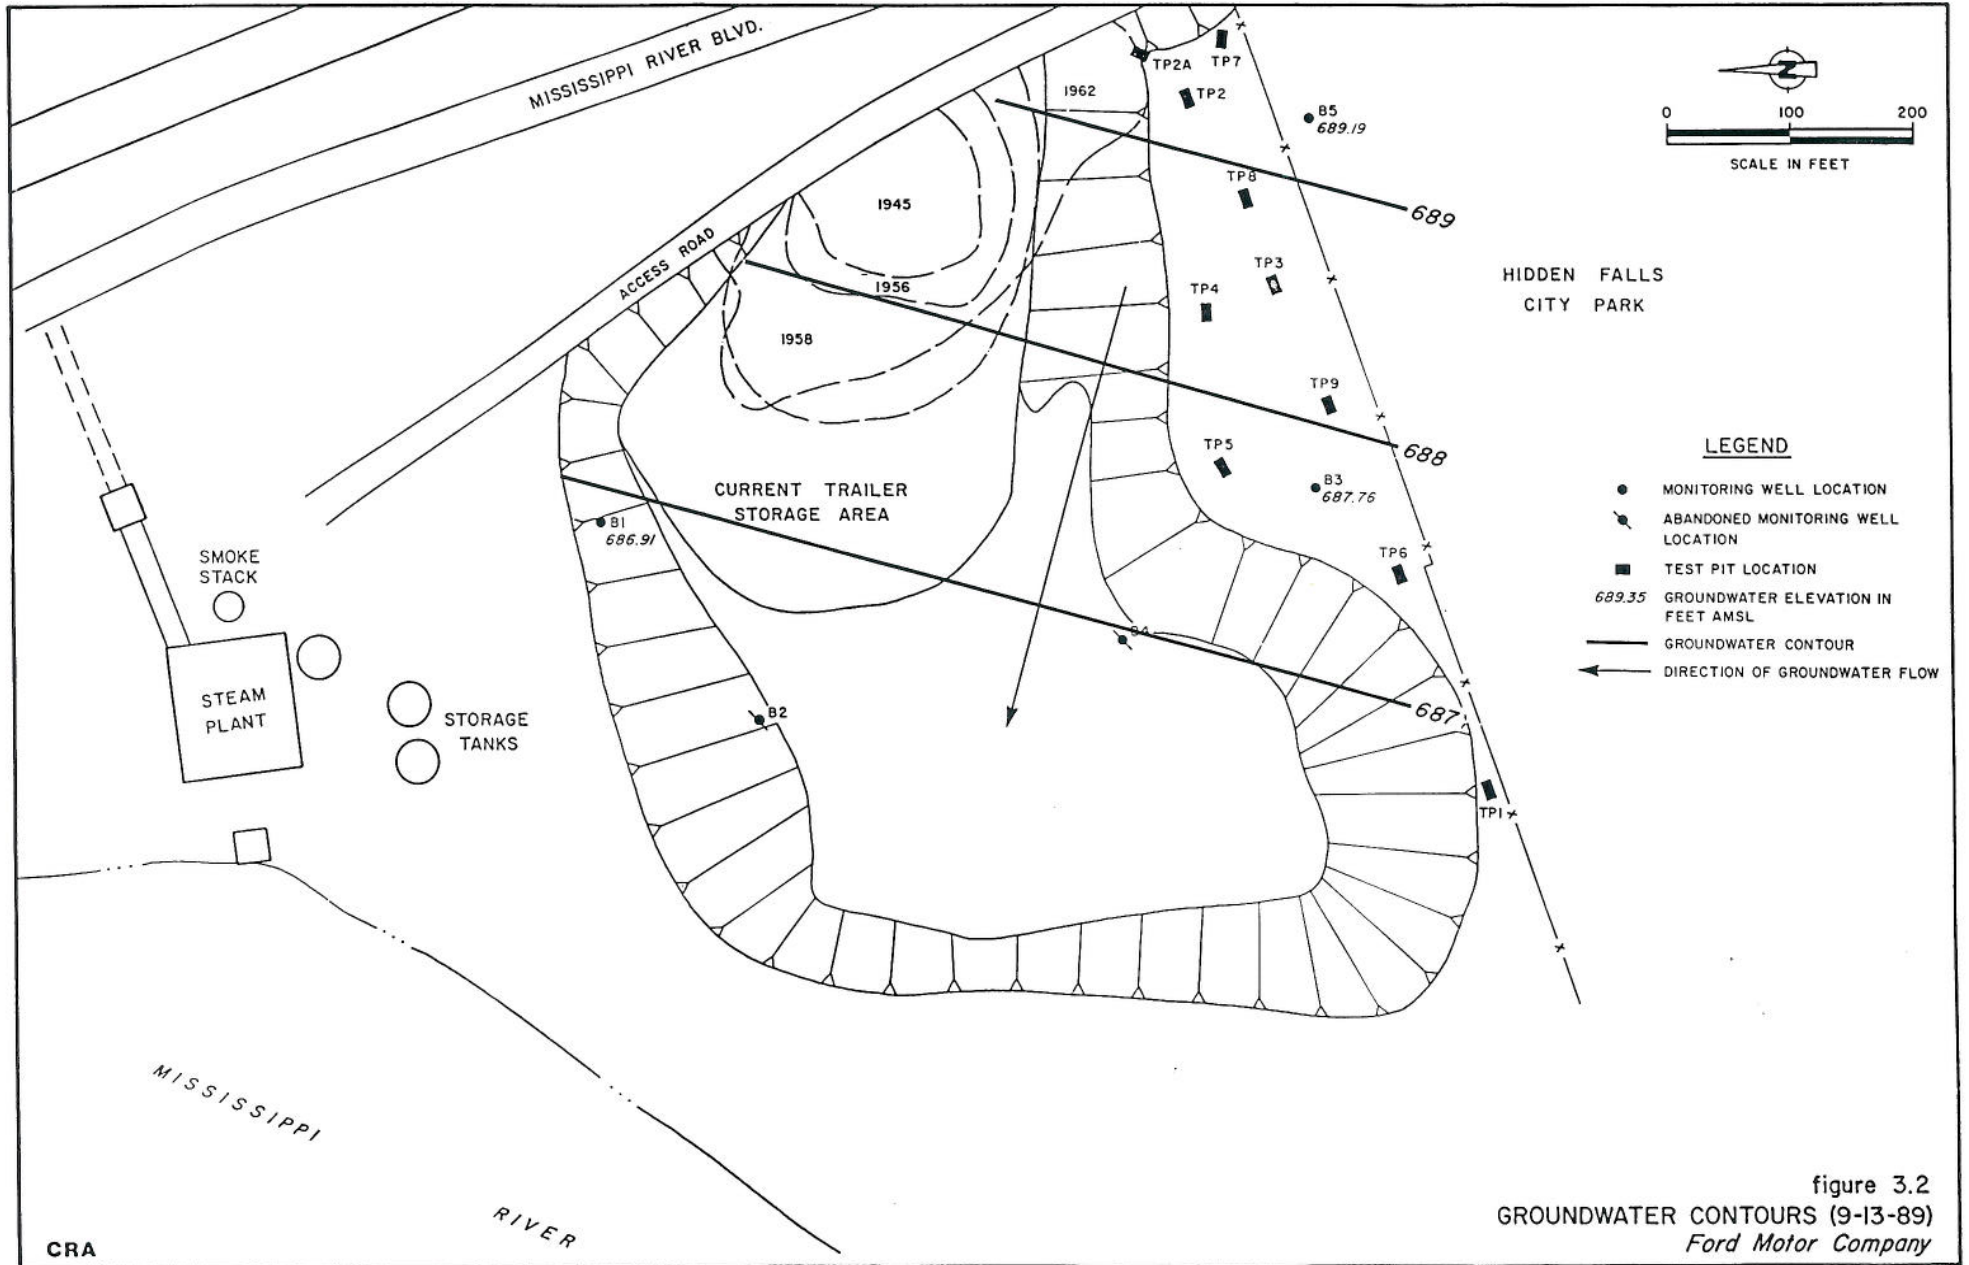 MISSISSIPPI RIVER BLVD.
TP2A
TP7
TP2
1962
B5
689.19
N
0 100 200
SCALE IN FEET
TP8
1945
689
ACCESS ROAD
TP3
TP4
1956
HIDDEN FALLS
CITY PARK
1958
TP9
TP5
688
B3
687.76
CURRENT TRAILER
STORAGE AREA
B1
686.91
TP6
LEGEND
MONITORING WELL LOCATION
ABANDONED MONITORING WELL
LOCATION
TEST PIT LOCATION
689.35 GROUNDWATER ELEVATION IN
FEET AMSL
GROUNDWATER CONTOUR
DIRECTION OF GROUNDWATER FLOW
SMOKE
STACK
B4
STEAM
PLANT
STORAGE
TANKS
B2
687
TP1
MISSISSIPPI
RIVER
CRA
figure 3.2
GROUNDWATER CONTOURS (9-13-89)
Ford Motor Company